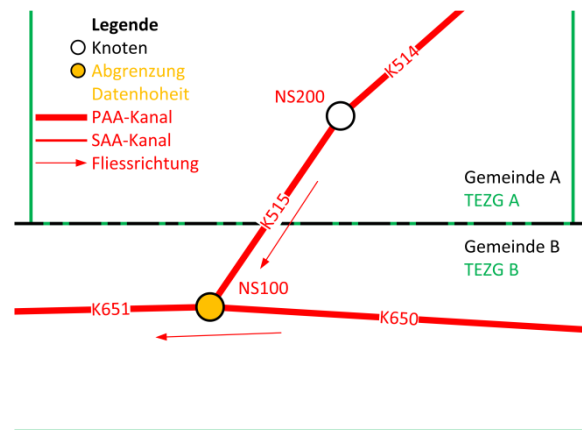 Legende
Knoten
Abgrenzung
Datenhoheit
PAA-Kanal
SAA-Kanal
Fliessrichtung
K514
NS200
K515
Gemeinde A
TEZG A
Gemeinde B
TEZG B
NS100
K651
K650